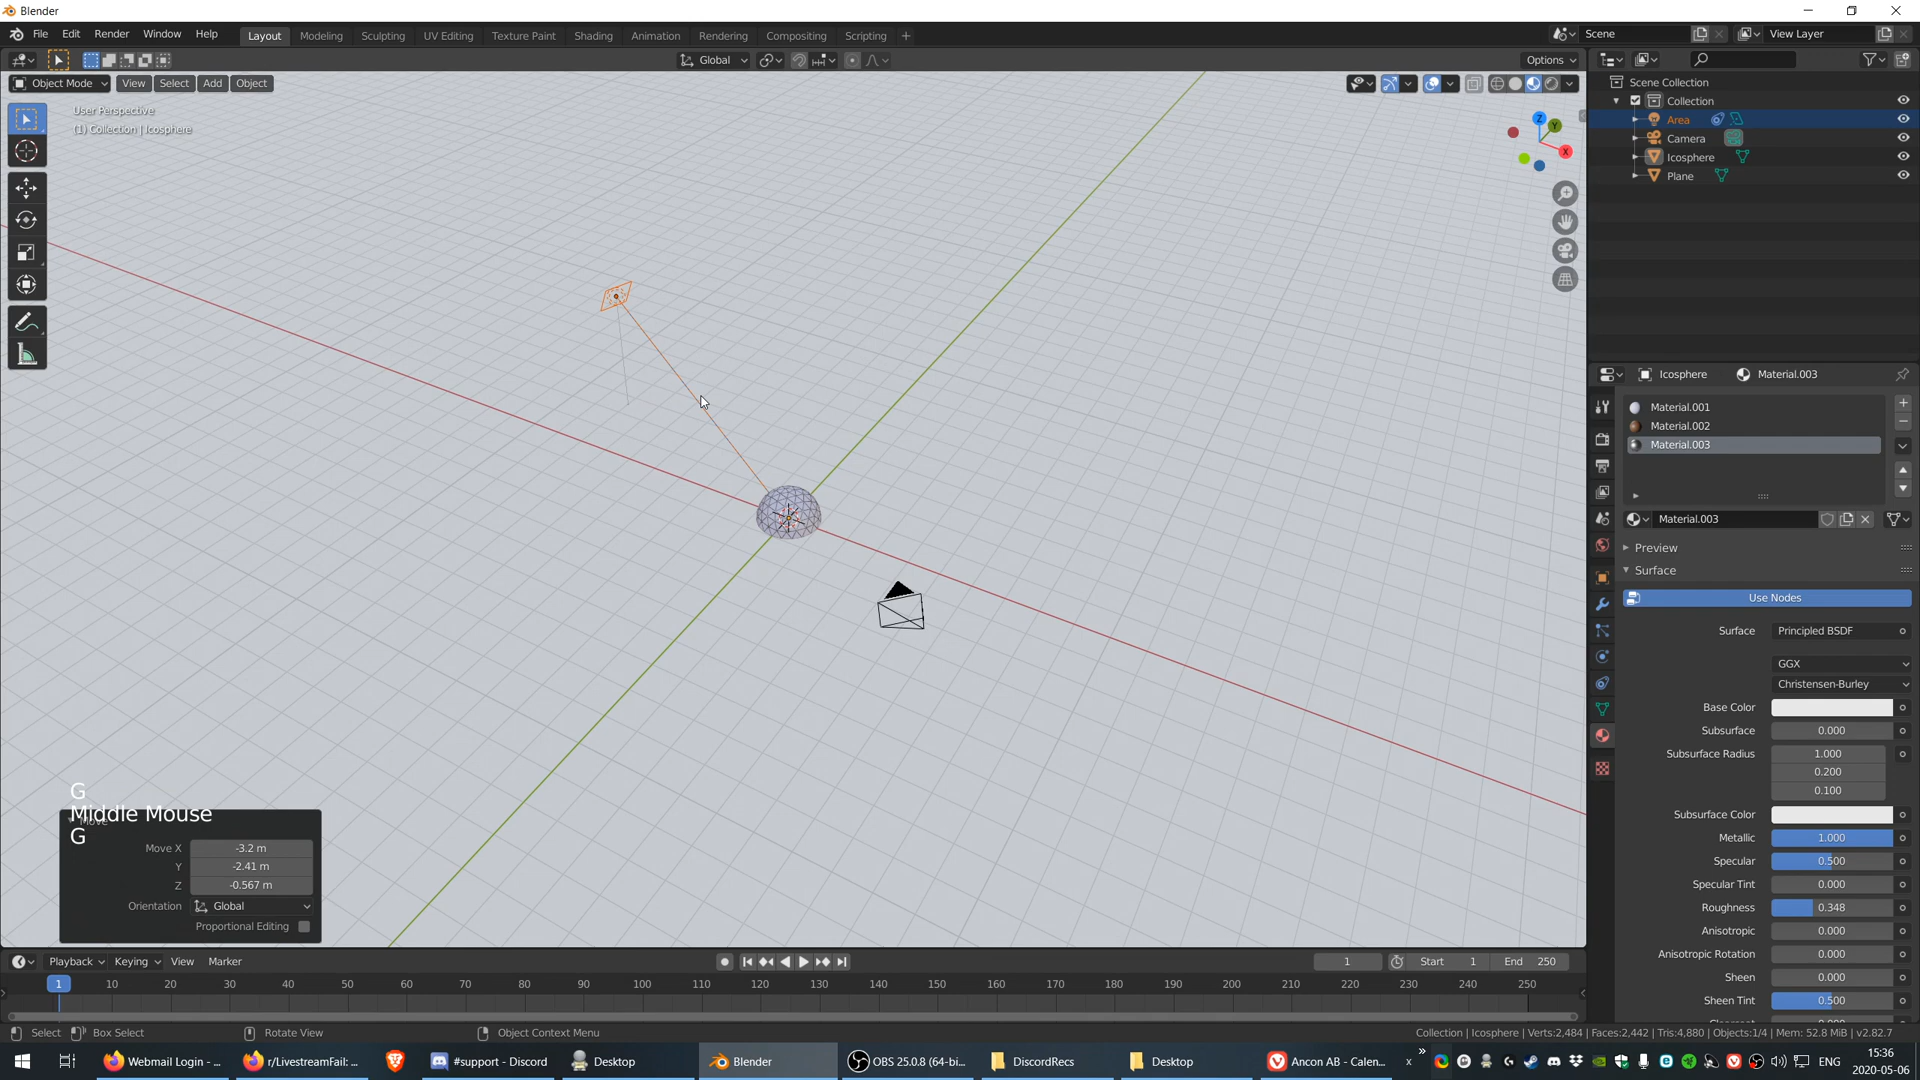 Blender
File Edit Render Window Help Layout Modeling Sculpting UV Editing Texture Paint Shading Animation Rendering Compositing Scripting + Scene View Layer
Global Options
Object Mode View Select Add Object
User Perspective
(1) Collection | Icosphere
Z
Y
X
Scene Collection
Collection
Area
Camera
Icosphere
Plane
Icosphere Material.003
Material.001
Material.002
Material.003
Material.003
Preview
Surface
Use Nodes
Surface Principled BSDF
GGX
Christensen-Burley
Base Color
Subsurface 0.000
Subsurface Radius 1.000
0.200
0.100
Subsurface Color
Metallic 1.000
Specular 0.500
Specular Tint 0.000
Roughness 0.348
Anisotropic 0.000
Anisotropic Rotation 0.000
Sheen 0.000
Sheen Tint 0.500
G
Middle Mouse
G
Move
Move X -3.2 m
Y -2.41 m
Z -0.567 m
Orientation Global
Proportional Editing
Playback Keying View Marker 1 Start 1 End 250
1 10 20 30 40 50 60 70 80 90 100 110 120 130 140 150 160 170 180 190 200 210 220 230 240 250
Select Box Select Rotate View Object Context Menu Collection | Icosphere | Verts:2,484 | Faces:2,442 | Tris:4,880 | Objects:1/4 | Mem: 52.8 MiB | v2.82.7
Webmail Login - ... r/LivestreamFail: ... #support - Discord Desktop Blender OBS 25.0.8 (64-bi... DiscordRecs Desktop Ancon AB - Calen... ENG 15:36
2020-05-06